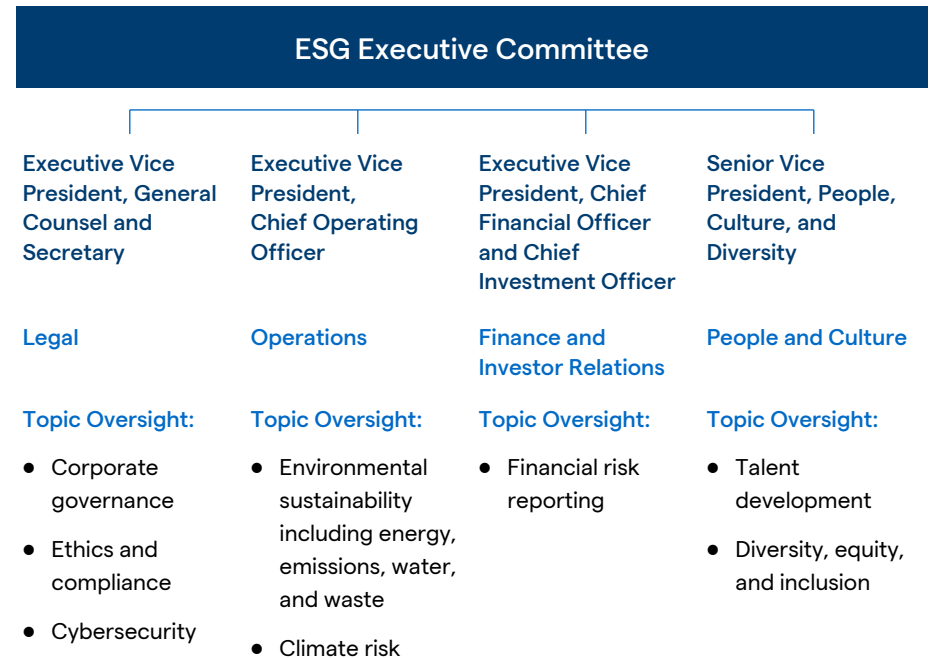 ESG Executive Committee
Executive Vice
President, General
Counsel and
Secretary
Legal
Topic Oversight:
● Corporate
governance
● Ethics and
compliance
● Cybersecurity
Executive Vice
President,
Chief Operating
Officer
Operations
Topic Oversight:
● Environmental
sustainability
including energy,
emissions, water,
and waste
● Climate risk
Executive Vice
President, Chief
Financial Officer
and Chief
Investment Officer
Finance and
Investor Relations
Topic Oversight:
● Financial risk
reporting
Senior Vice
President, People,
Culture, and
Diversity
People and Culture
Topic Oversight:
● Talent
development
● Diversity, equity,
and inclusion